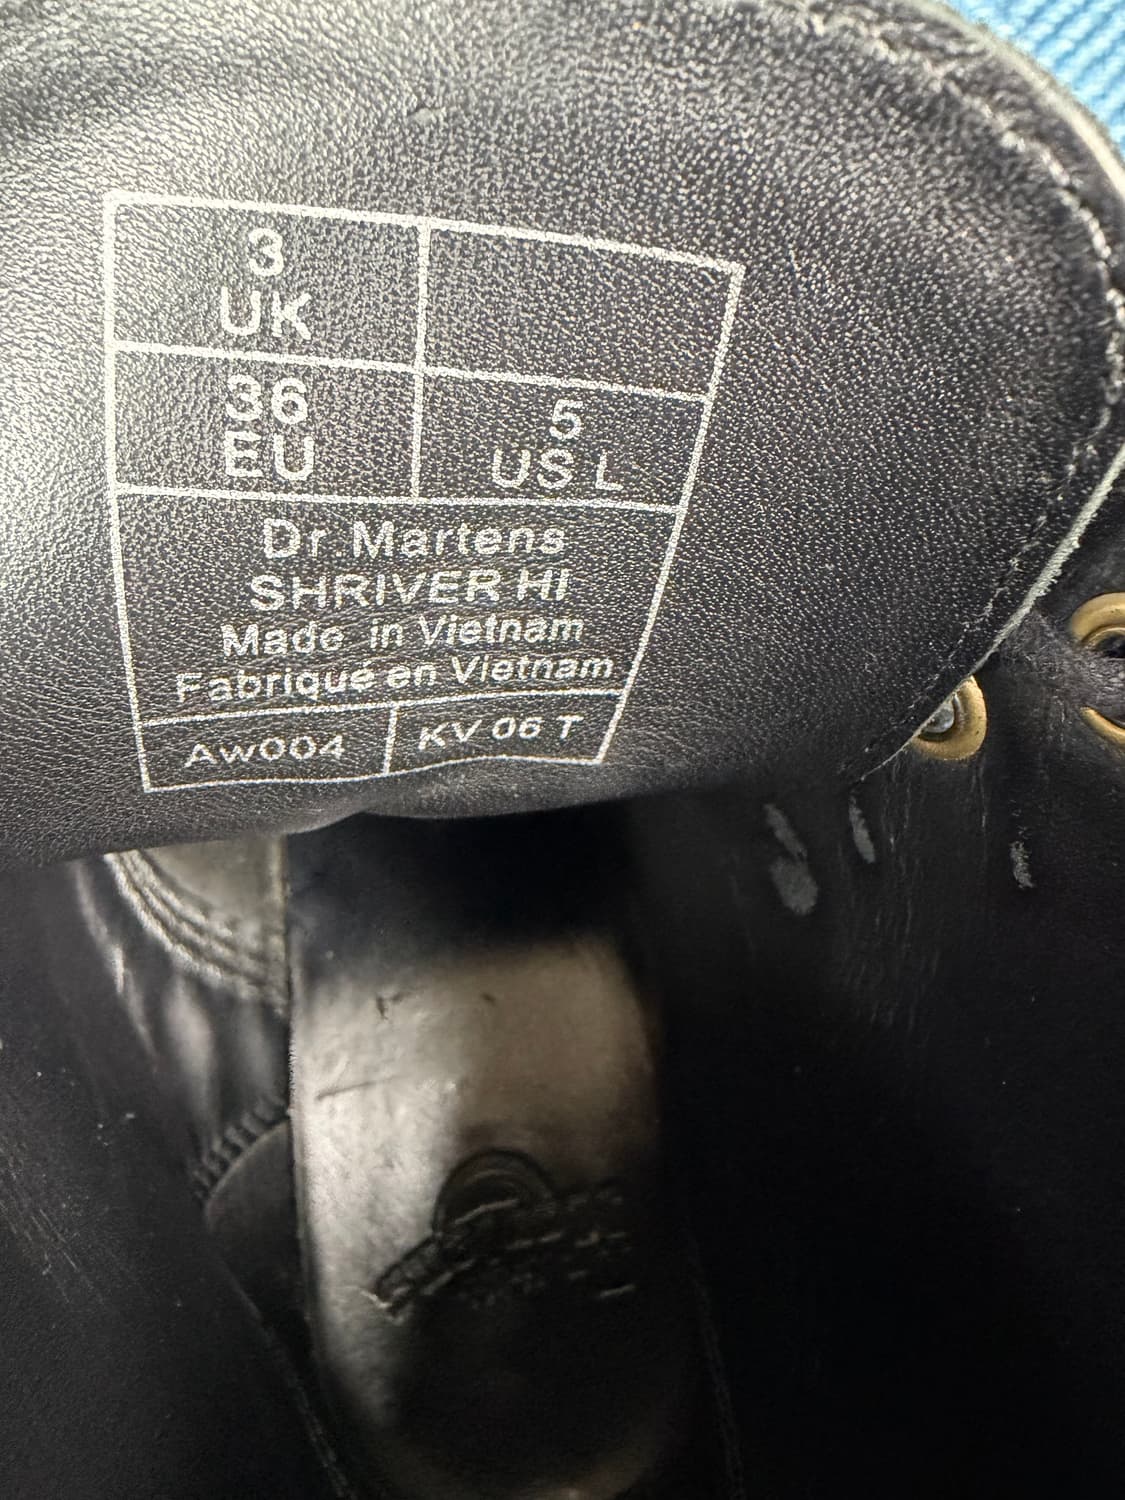 3
UK
36
EU
5
US L
Dr.Martens
SHRIVER HI
Made in Vietnam
Fabriqué en Vietnam
AW004
KV 06 T